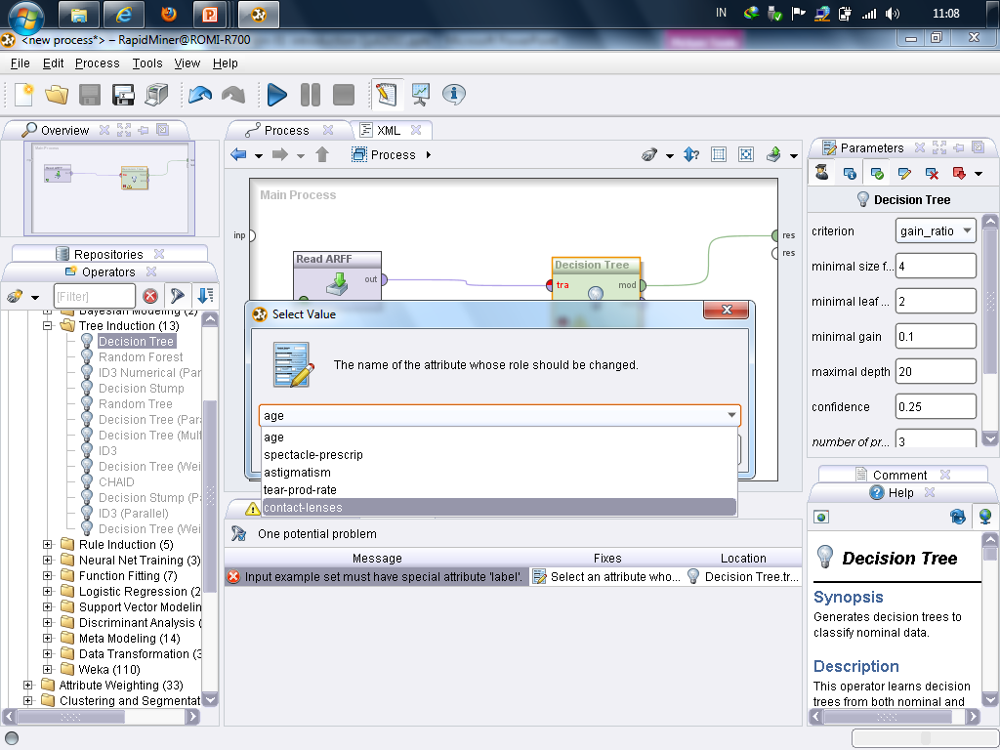 IN
11:08
<new process*> – RapidMiner@ROMI-R700
File Edit Process Tools View Help
Overview
Main Process
Repositories
Operators
[Filter]
Tree Induction (13)
Decision Tree
Random Forest
ID3 Numerical (Par
Decision Stump
Random Tree
Decision Tree (Para
Decision Tree (Mult
ID3
Decision Tree (Wei
CHAID
Decision Stump (P
ID3 (Parallel)
Decision Tree (Wei
Rule Induction (5)
Neural Net Training (3)
Function Fitting (7)
Logistic Regression (2
Support Vector Modelin
Discriminant Analysis (
Meta Modeling (14)
Data Transformation (3
Weka (110)
Attribute Weighting (33)
Clustering and Segmentat
Process
XML
Process
Main Process
inp
res
res
Read ARFF
out
Decision Tree
tra
mod
Select Value
The name of the attribute whose role should be changed.
age
age
spectacle-prescrip
astigmatism
tear-prod-rate
contact-lenses
One potential problem
Message Fixes Location
Input example set must have special attribute 'label'. Select an attribute who... Decision Tree.tr...
Parameters
Decision Tree
criterion gain_ratio
minimal size f... 4
minimal leaf ... 2
minimal gain 0.1
maximal depth 20
confidence 0.25
number of pr... 3
Comment
Help
Decision Tree
Synopsis
Generates decision trees to
classify nominal data.
Description
This operator learns decision
trees from both nominal and